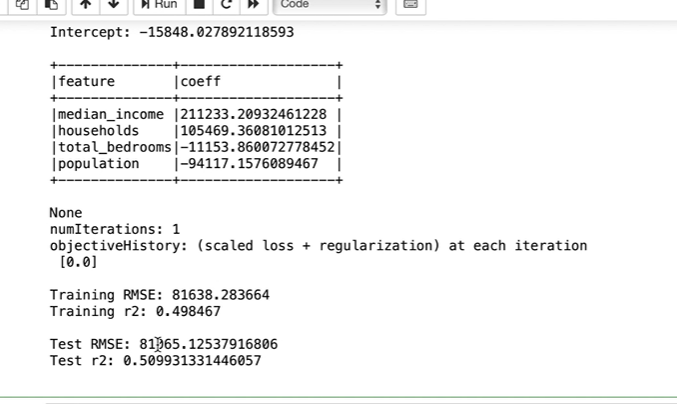 Run Code
Intercept: -15848.027892118593
+--------------+-------------------+
|feature |coeff |
+--------------+-------------------+
|median_income |211233.20932461228 |
|households |105469.36081012513 |
|total_bedrooms|-11153.860072778452|
|population |-94117.1576089467 |
+--------------+-------------------+
None
numIterations: 1
objectiveHistory: (scaled loss + regularization) at each iteration
[0.0]
Training RMSE: 81638.283664
Training r2: 0.498467
Test RMSE:
Test r2: 0.509931331446057